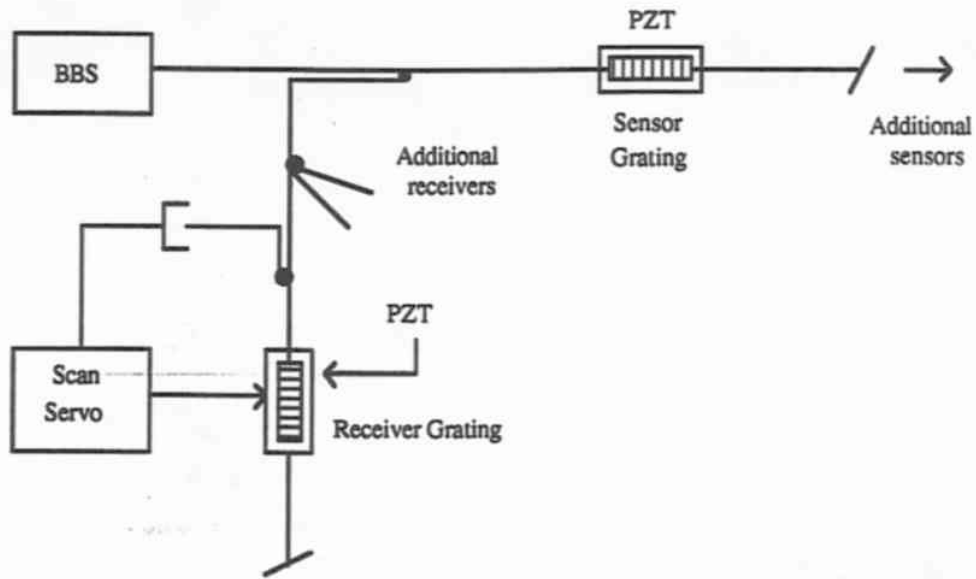 PZT
BBS
Sensor
Grating
Additional
sensors
Additional
receivers
PZT
Scan
Servo
Receiver Grating